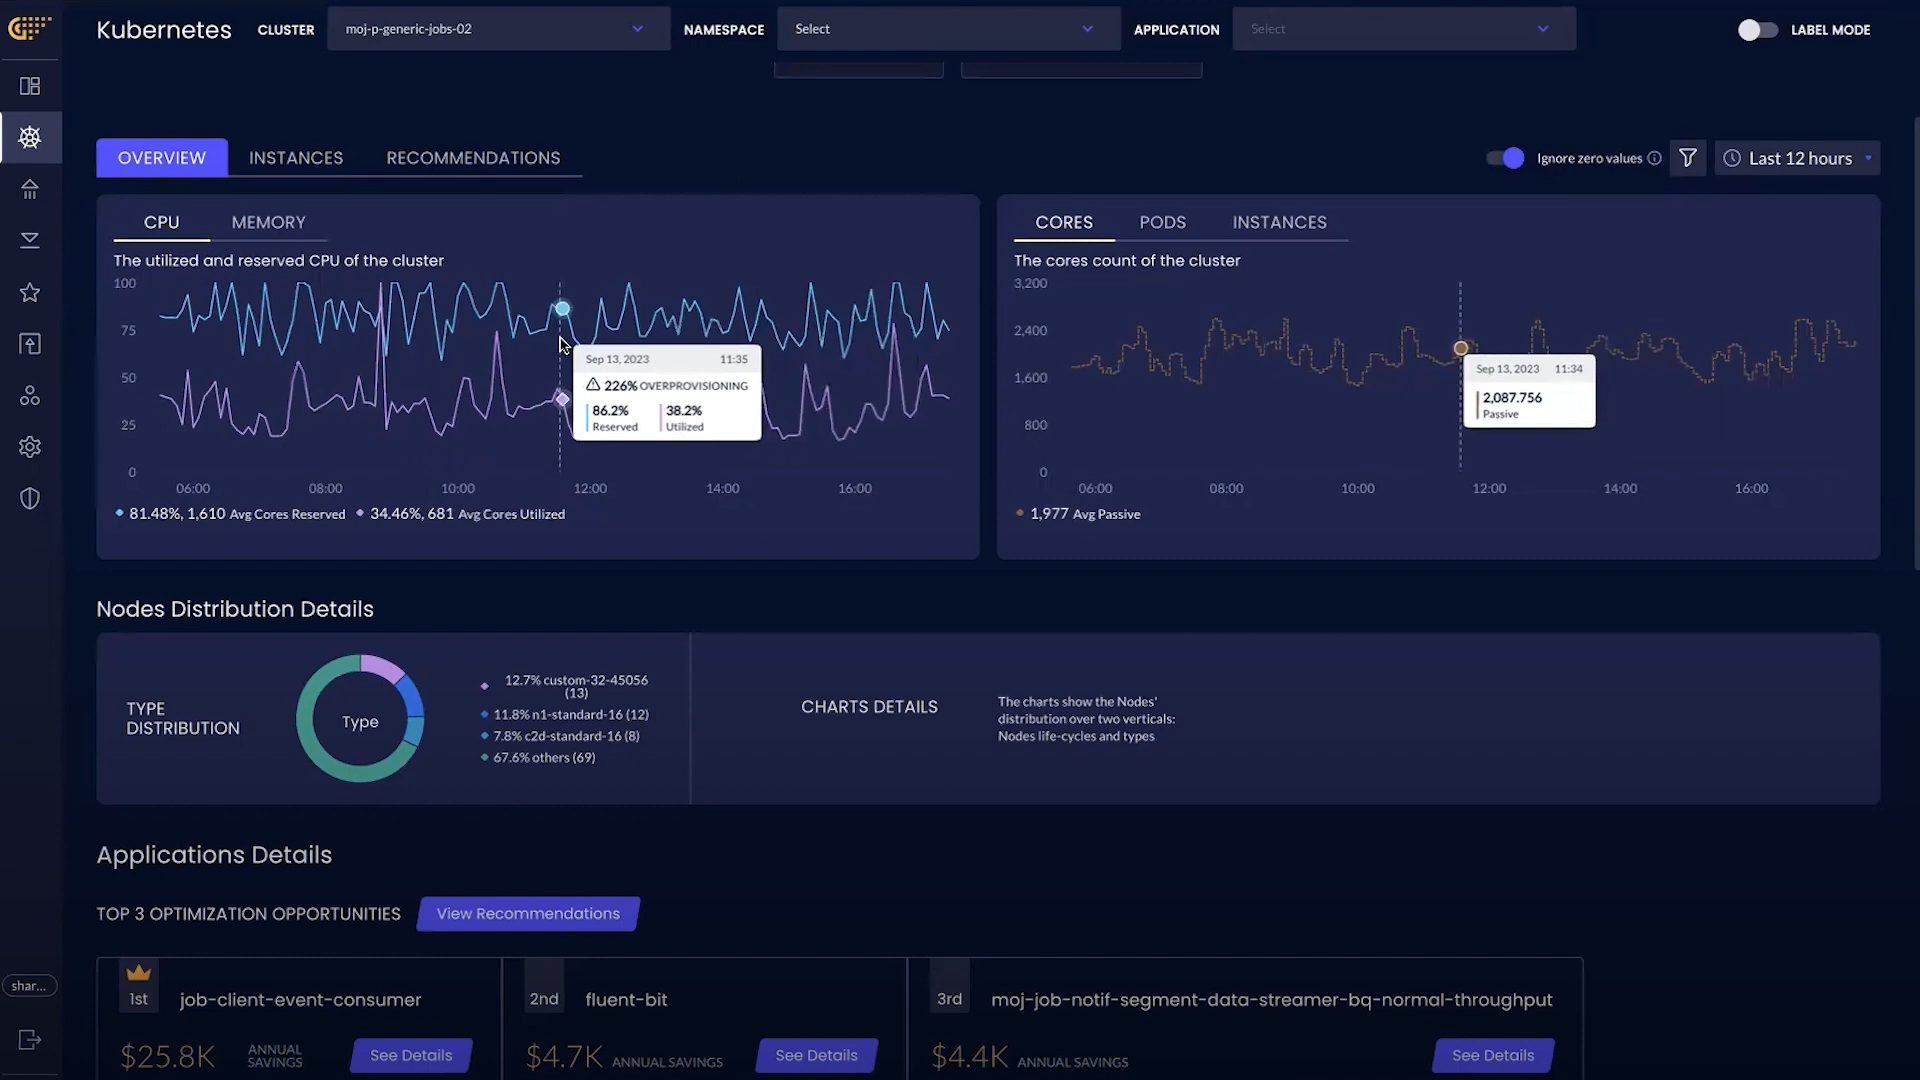 Kubernetes
CLUSTER
moj-p-generic-jobs-02
NAMESPACE
Select
APPLICATION
Select
LABEL MODE
OVERVIEW
INSTANCES
RECOMMENDATIONS
Ignore zero values
Last 12 hours
CPU
MEMORY
The utilized and reserved CPU of the cluster
100
75
50
25
0
06:00
08:00
10:00
12:00
14:00
16:00
Sep 13, 2023
11:35
226% OVERPROVISIONING
86.2%
Reserved
38.2%
Utilized
81.48%, 1,610 Avg Cores Reserved
34.46%, 681 Avg Cores Utilized
CORES
PODS
INSTANCES
The cores count of the cluster
3,200
2,400
1,600
800
0
06:00
08:00
10:00
12:00
14:00
16:00
Sep 13, 2023
11:34
2,087.756
Passive
1,977 Avg Passive
Nodes Distribution Details
TYPE
DISTRIBUTION
Type
12.7% custom-32-45056
(13)
11.8% n1-standard-16 (12)
7.8% c2d-standard-16 (8)
67.6% others (69)
CHARTS DETAILS
The charts show the Nodes'
distribution over two verticals:
Nodes life-cycles and types
Applications Details
TOP 3 OPTIMIZATION OPPORTUNITIES
View Recommendations
1st
job-client-event-consumer
$25.8K
ANNUAL
SAVINGS
See Details
2nd
fluent-bit
$4.7K
ANNUAL SAVINGS
See Details
3rd
moj-job-notif-segment-data-streamer-bq-normal-throughput
$4.4K
ANNUAL SAVINGS
See Details
shar...